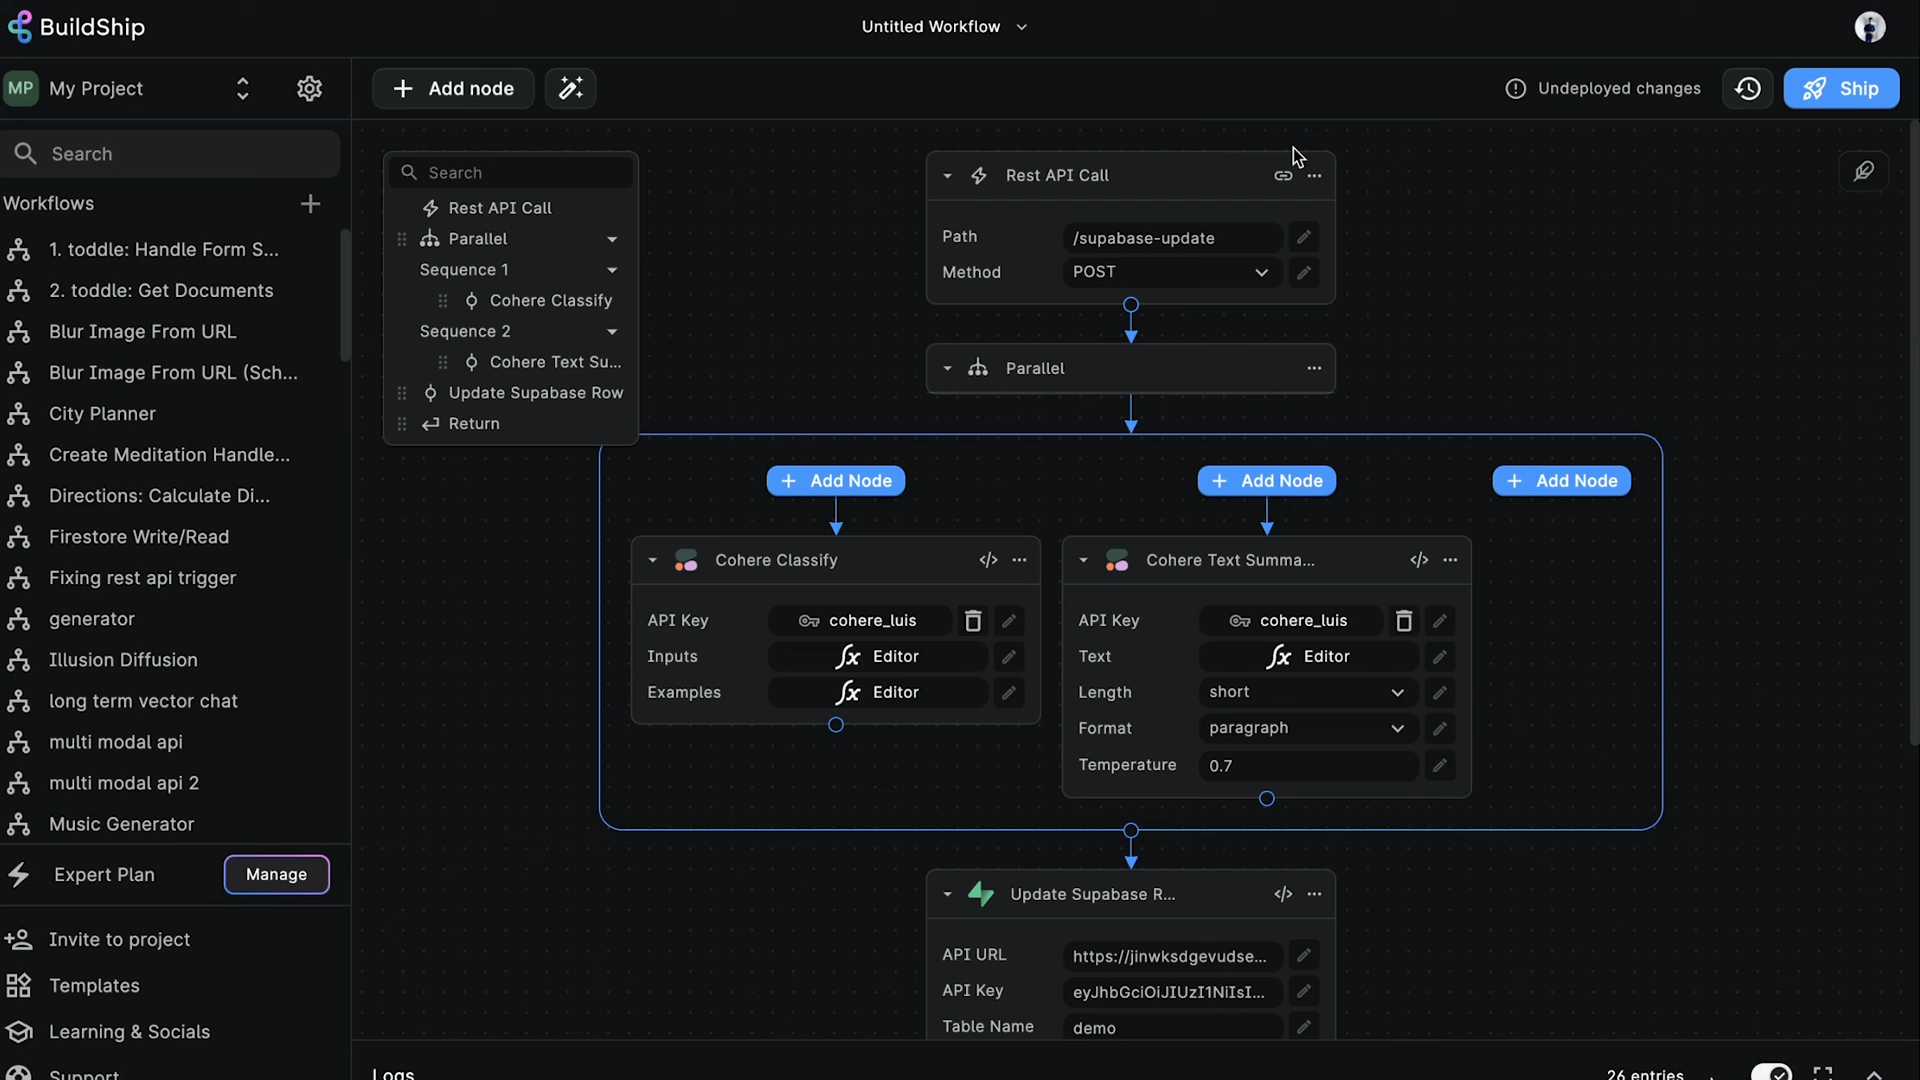 BuildShip
Untitled Workflow
MP My Project
Add node
Undeployed changes
Ship
Search
Workflows
1. toddle: Handle Form S...
2. toddle: Get Documents
Blur Image From URL
Blur Image From URL (Sch...
City Planner
Create Meditation Handle...
Directions: Calculate Di...
Firestore Write/Read
Fixing rest api trigger
generator
Illusion Diffusion
long term vector chat
multi modal api
multi modal api 2
Music Generator
Expert Plan Manage
Invite to project
Templates
Learning & Socials
Support
Search
Rest API Call
Parallel
Sequence 1
Cohere Classify
Sequence 2
Cohere Text Su...
Update Supabase Row
Return
Rest API Call
Path /supabase-update
Method POST
Parallel
Add Node
Add Node
Add Node
Cohere Classify
API Key cohere_luis
Inputs Editor
Examples Editor
Cohere Text Summa...
API Key cohere_luis
Text Editor
Length short
Format paragraph
Temperature 0.7
Update Supabase R...
API URL https://jinwksdgevudse...
API Key eyJhbGciOiJIUzI1NiIsI...
Table Name demo
Logs
26 entries